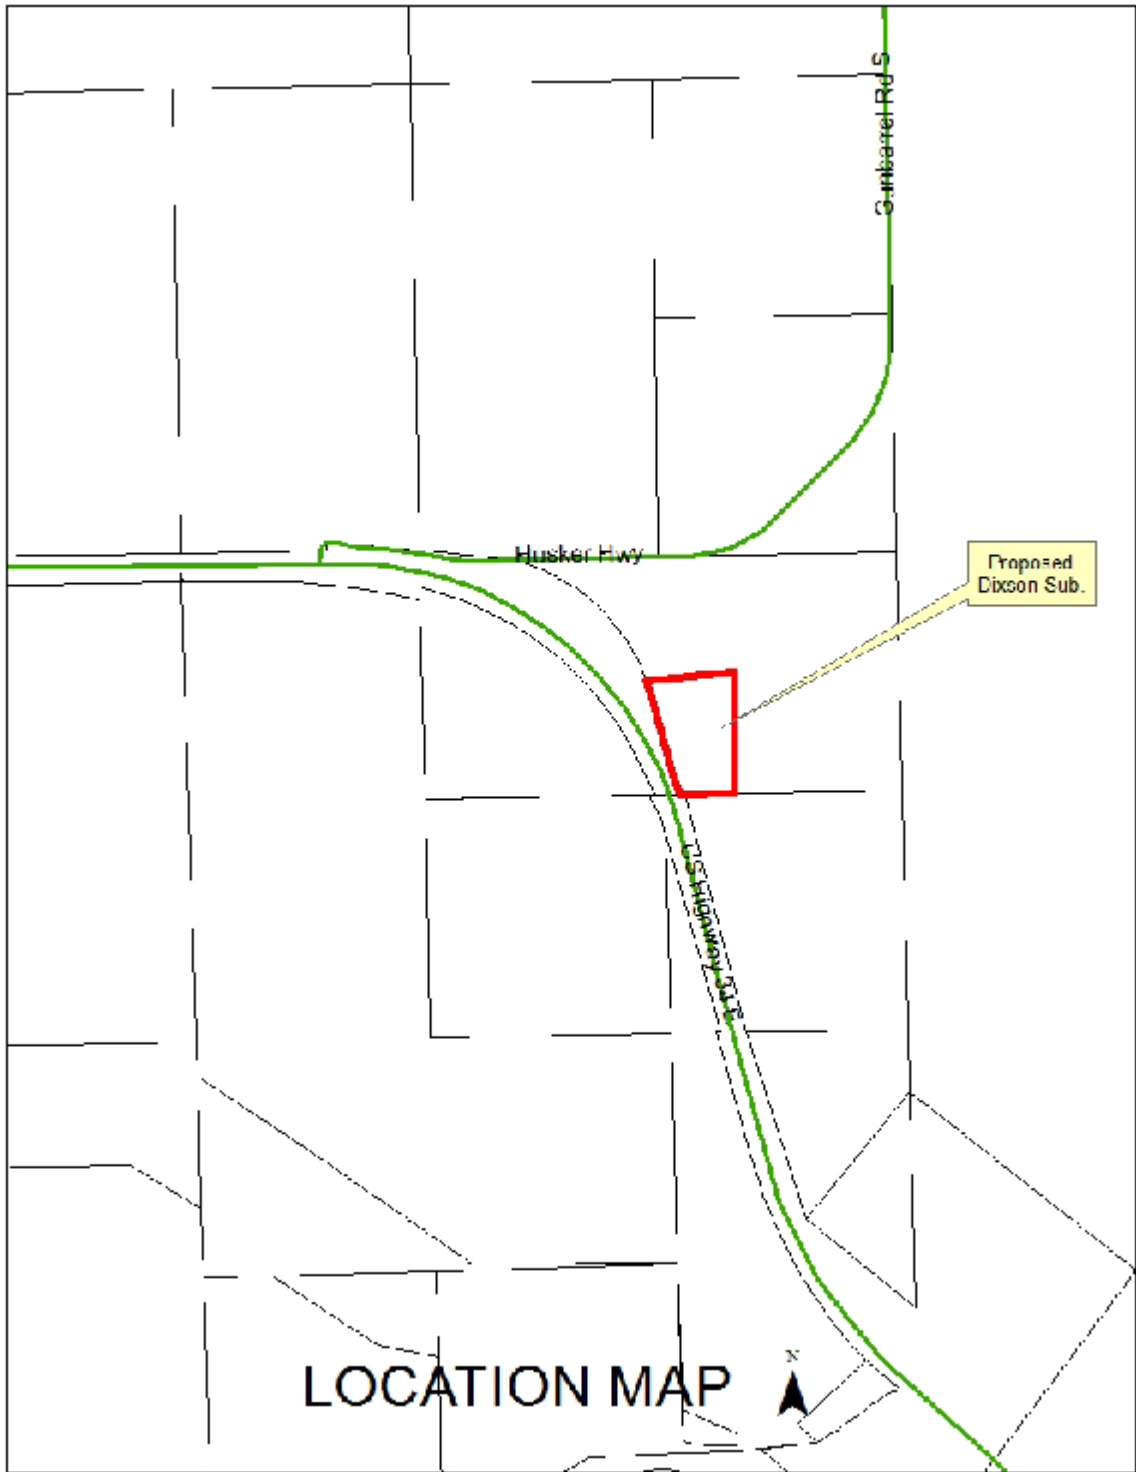 Gunbarrel Rd S
Husker Hwy
Proposed
Dixson Sub.
US Highway 34 E
LOCATION MAP
N